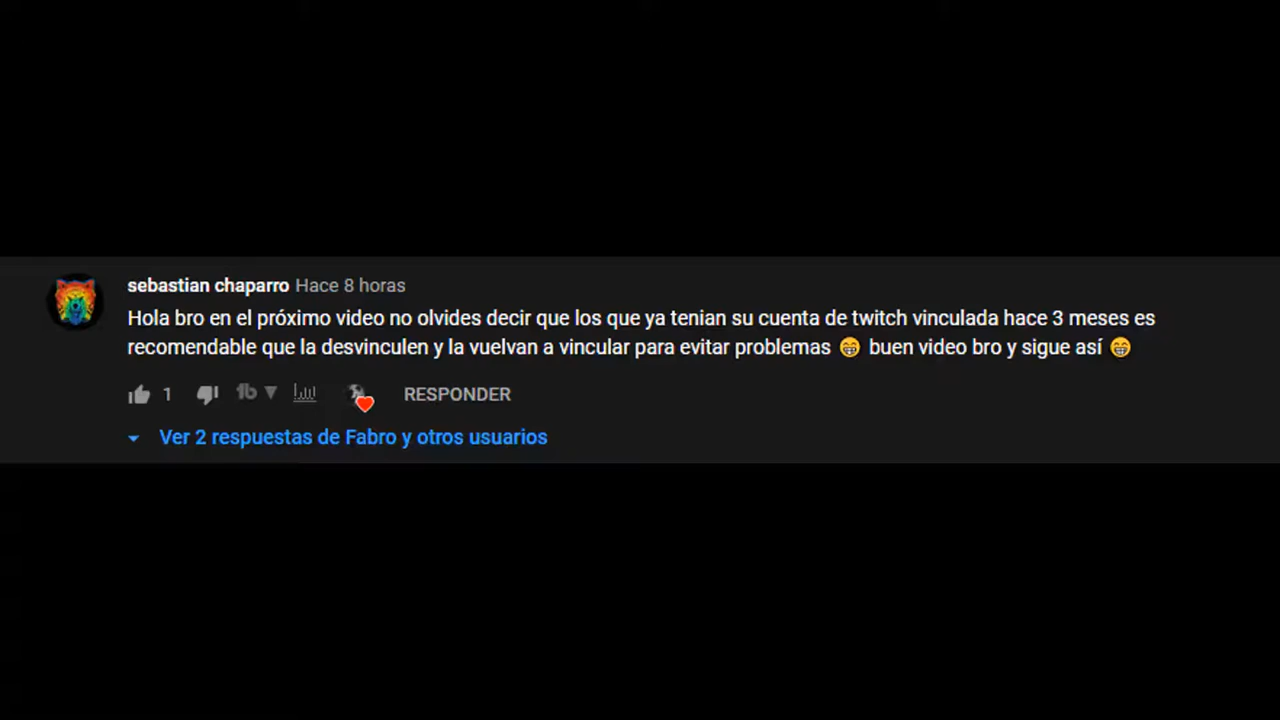 sebastian chaparro Hace 8 horas
Hola bro en el próximo video no olvides decir que los que ya tenian su cuenta de twitch vinculada hace 3 meses es
recomendable que la desvinculen y la vuelvan a vincular para evitar problemas 😁 buen video bro y sigue así 😁
1 tb RESPONDER
Ver 2 respuestas de Fabro y otros usuarios